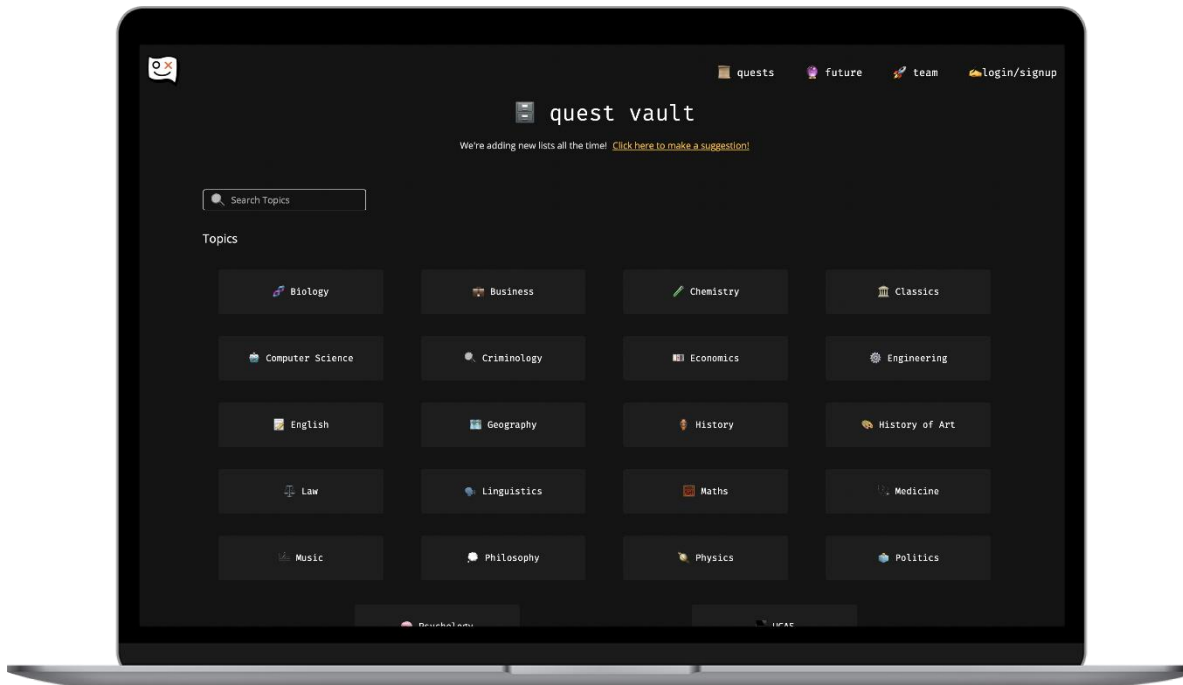 quests future team login/signup
quest vault
We're adding new lists all the time! Click here to make a suggestion!
Search Topics
Topics
Biology Business Chemistry Classics
Computer Science Criminology Economics Engineering
English Geography History History of Art
Law Linguistics Maths Medicine
Music Philosophy Physics Politics
Psychology UCAS